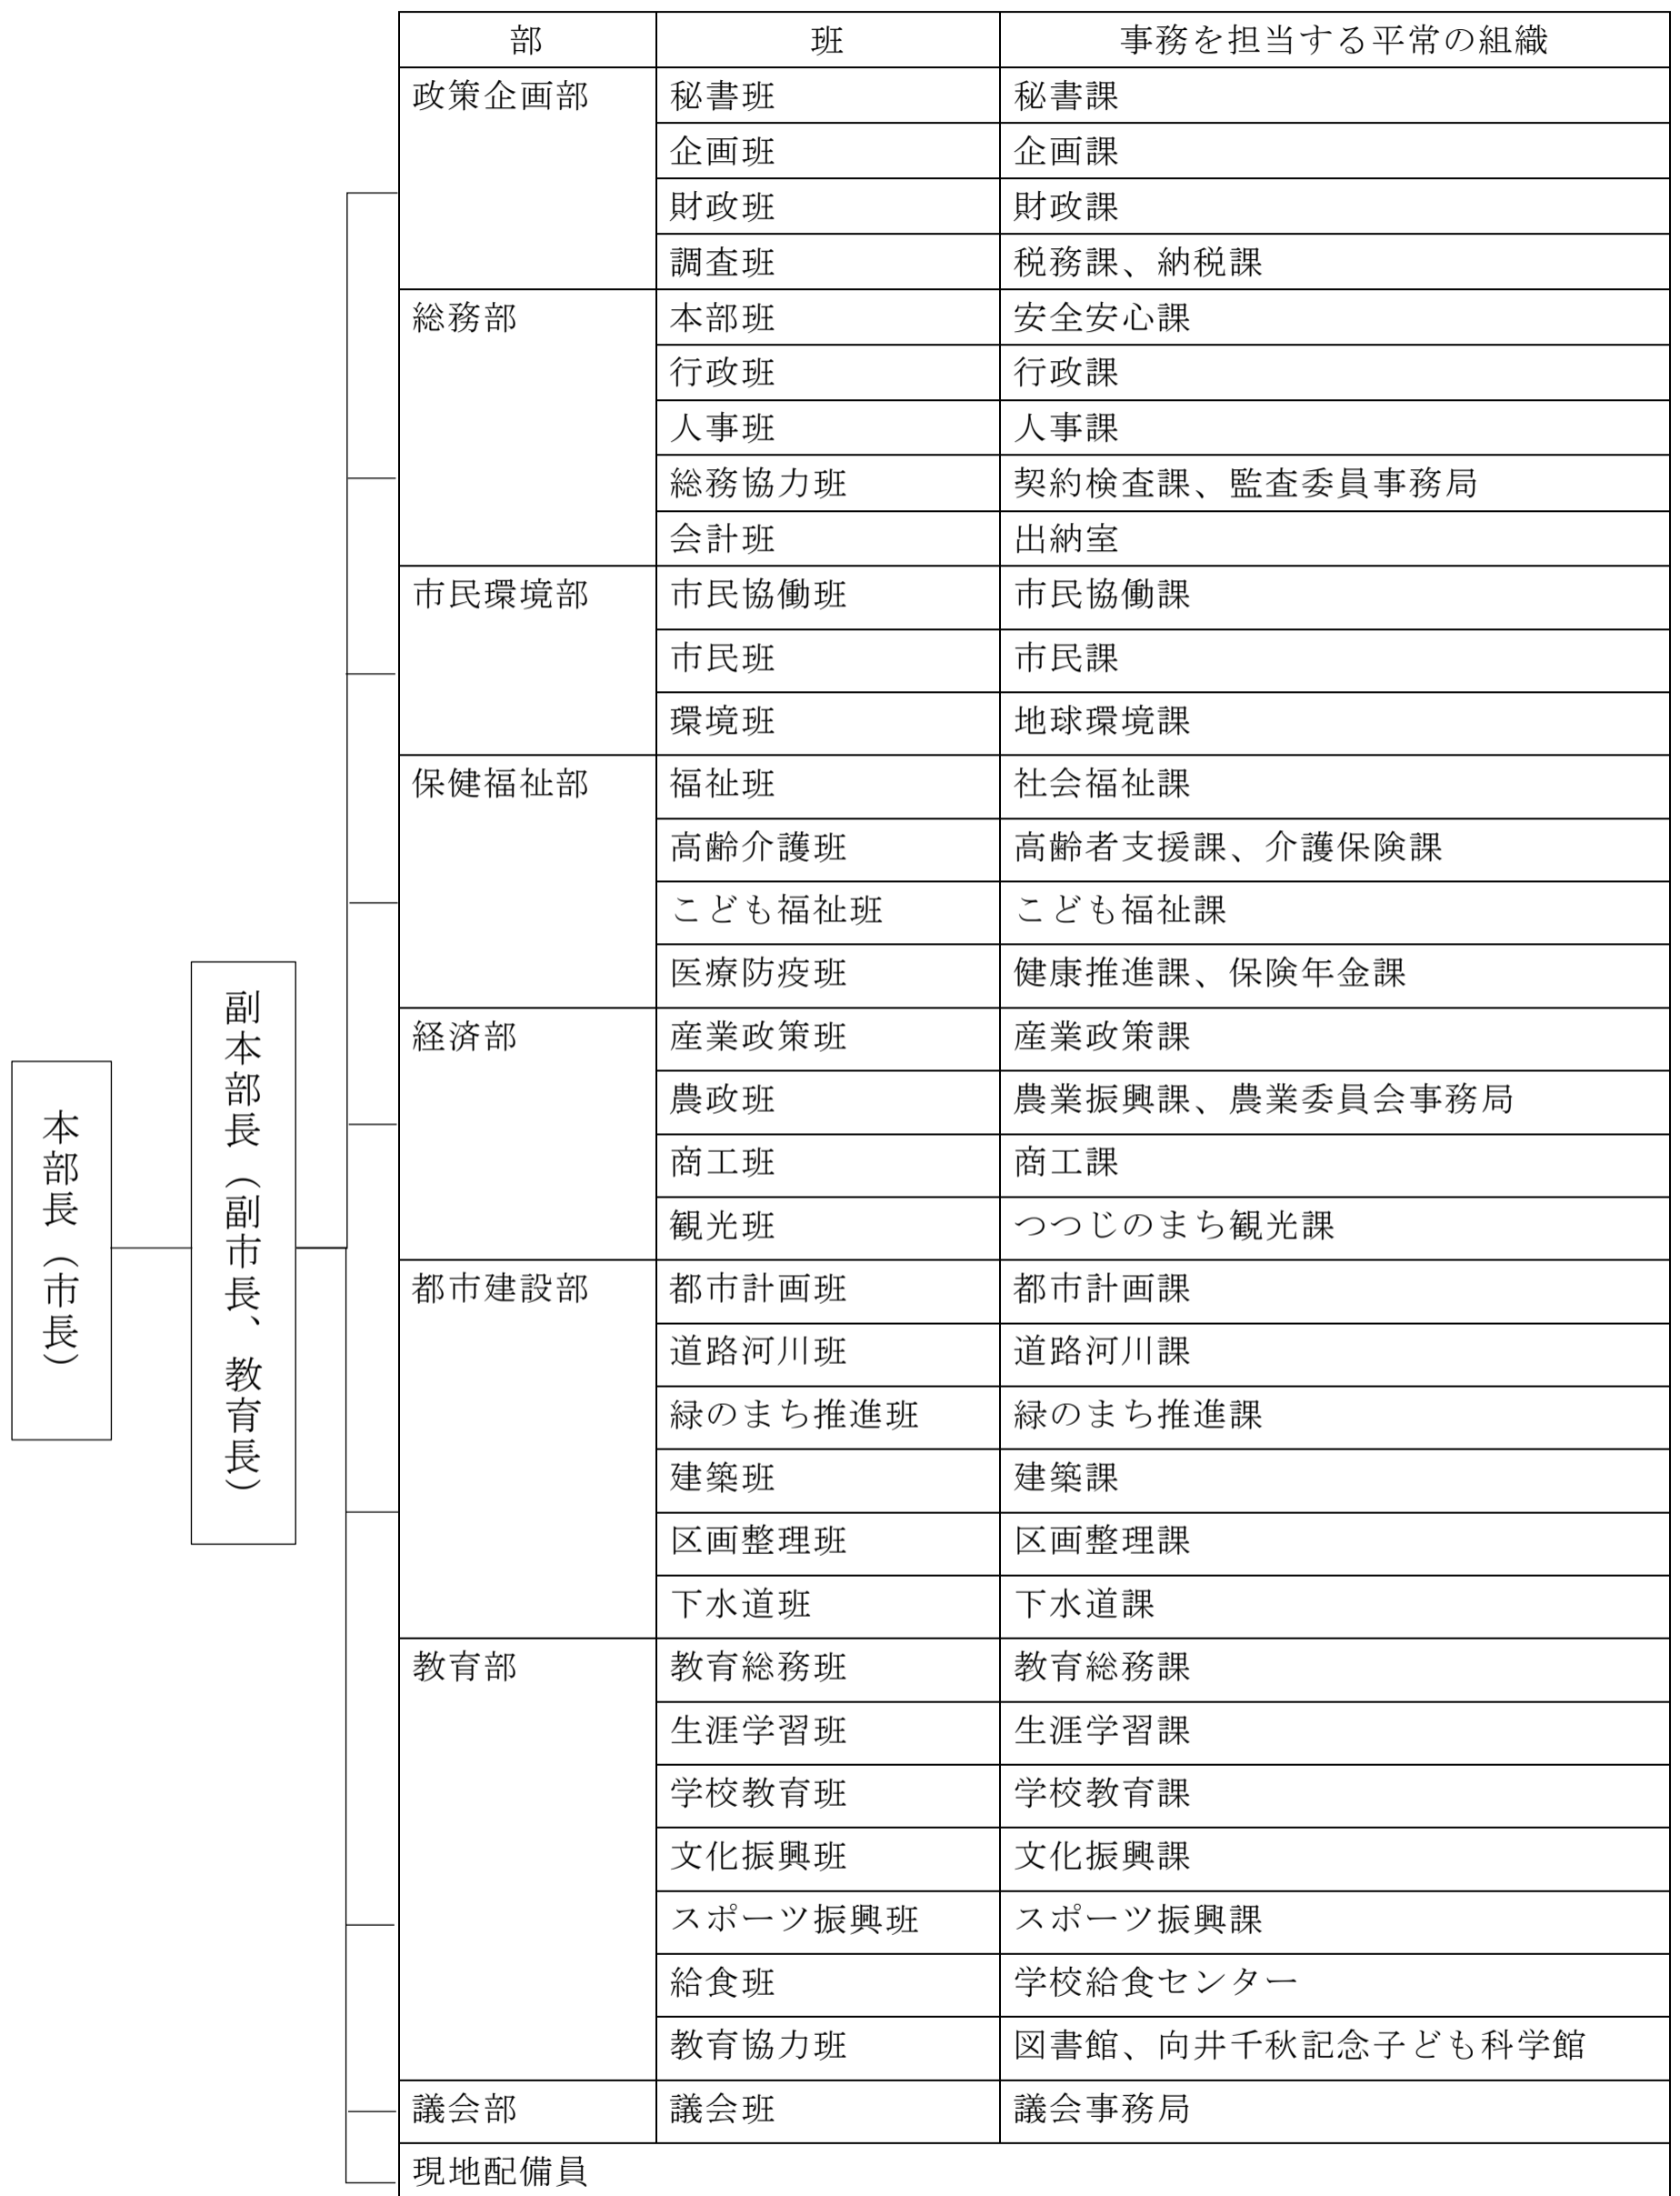 本部長（市長）
副本部長（副市長、教育長）
部 班 事務を担当する平常の組織
政策企画部 秘書班 秘書課
企画班 企画課
財政班 財政課
調査班 税務課、納税課
総務部 本部班 安全安心課
行政班 行政課
人事班 人事課
総務協力班 契約検査課、監査委員事務局
会計班 出納室
市民環境部 市民協働班 市民協働課
市民班 市民課
環境班 地球環境課
保健福祉部 福祉班 社会福祉課
高齢介護班 高齢者支援課、介護保険課
こども福祉班 こども福祉課
医療防疫班 健康推進課、保険年金課
経済部 産業政策班 産業政策課
農政班 農業振興課、農業委員会事務局
商工班 商工課
観光班 つつじのまち観光課
都市建設部 都市計画班 都市計画課
道路河川班 道路河川課
緑のまち推進班 緑のまち推進課
建築班 建築課
区画整理班 区画整理課
下水道班 下水道課
教育部 教育総務班 教育総務課
生涯学習班 生涯学習課
学校教育班 学校教育課
文化振興班 文化振興課
スポーツ振興班 スポーツ振興課
給食班 学校給食センター
教育協力班 図書館、向井千秋記念子ども科学館
議会部 議会班 議会事務局
現地配備員